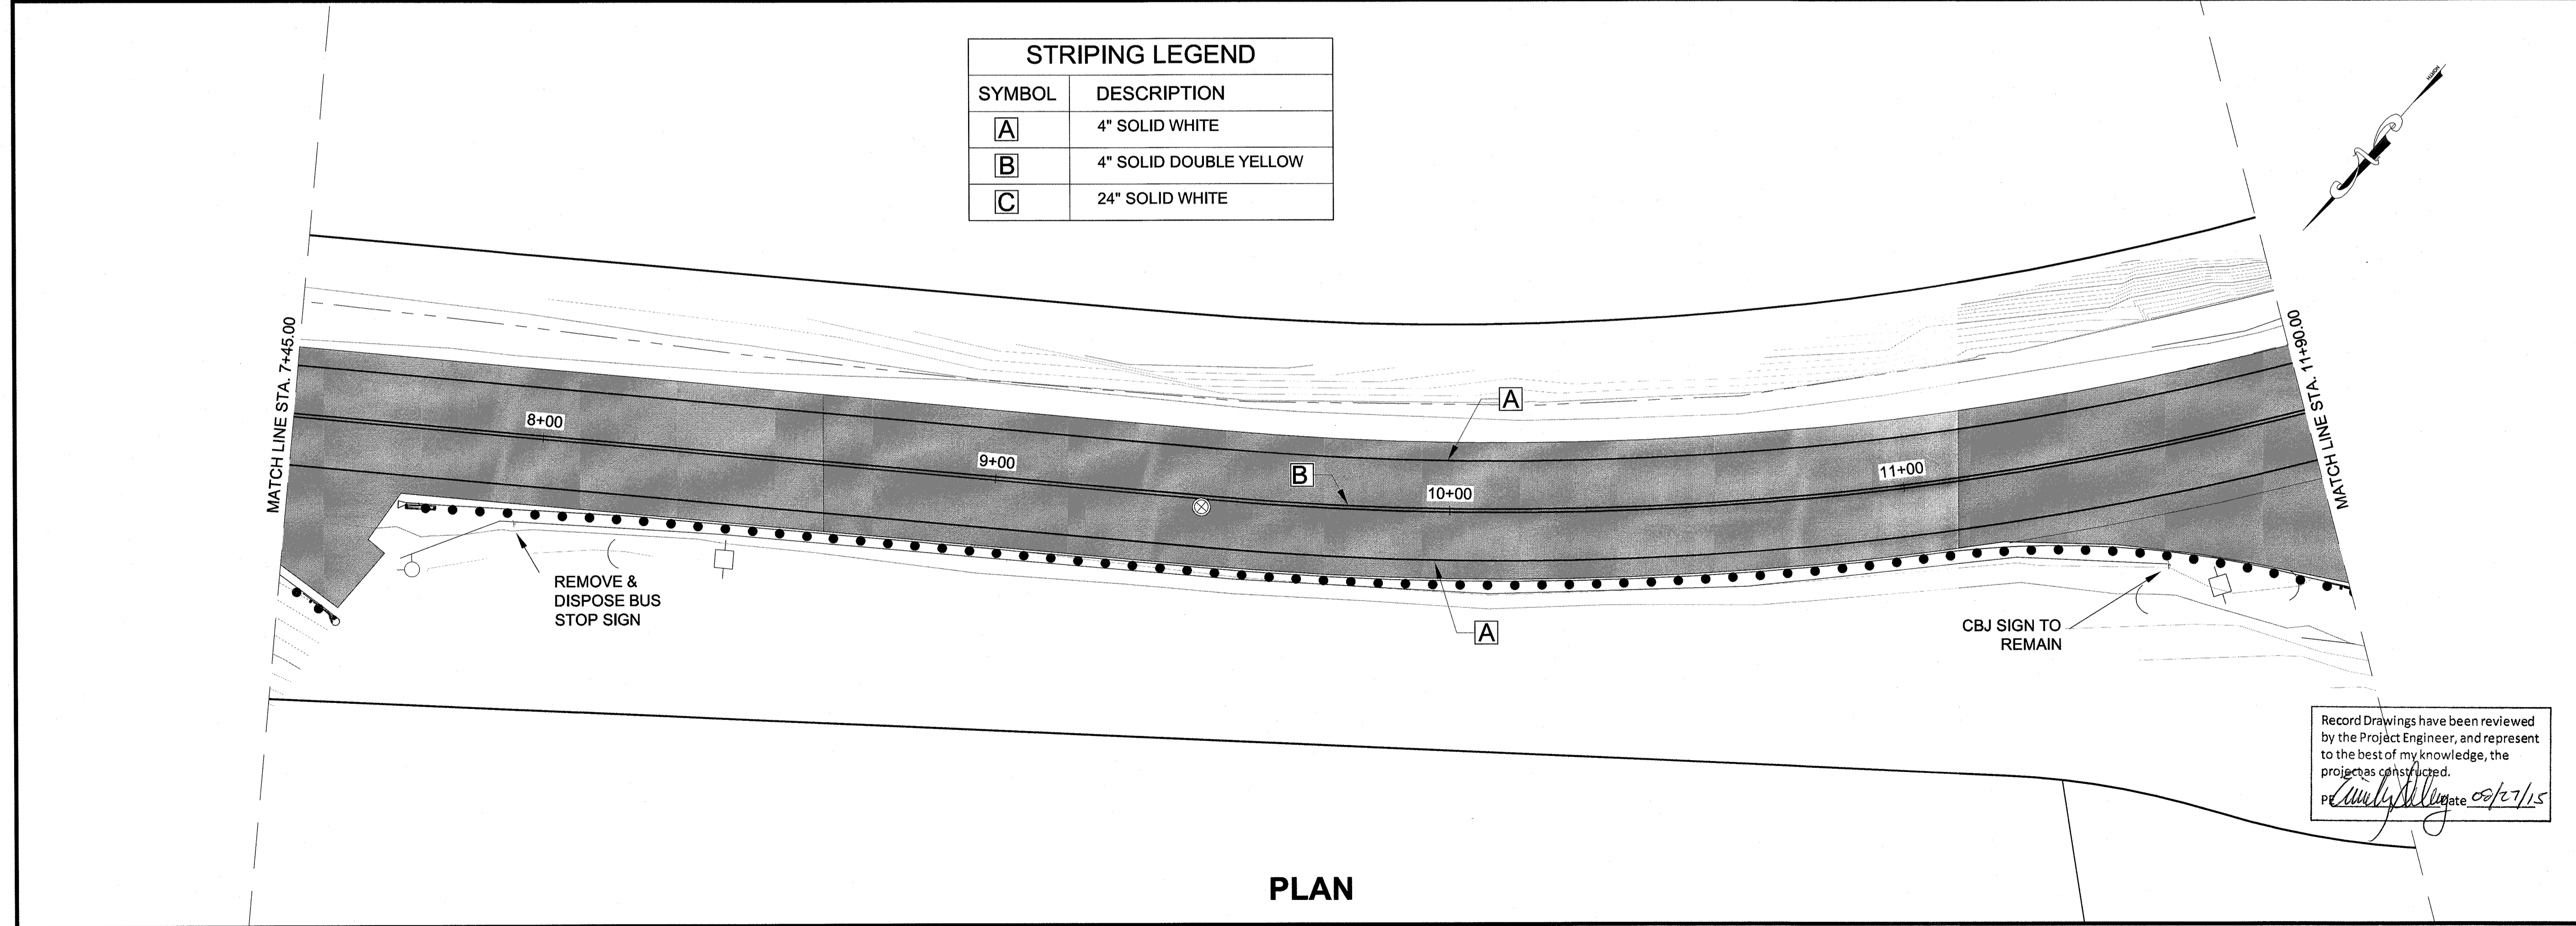 STRIPING LEGEND
SYMBOL DESCRIPTION
A 4" SOLID WHITE
B 4" SOLID DOUBLE YELLOW
C 24" SOLID WHITE
NORTH
MATCH LINE STA. 7+45.00
MATCH LINE STA. 11+90.00
8+00
9+00
10+00
11+00
A
B
A
REMOVE &
DISPOSE BUS
STOP SIGN
CBJ SIGN TO
REMAIN
Record Drawings have been reviewed
by the Project Engineer, and represent
to the best of my knowledge, the
project as constructed.
PE Date 08/27/15
PLAN